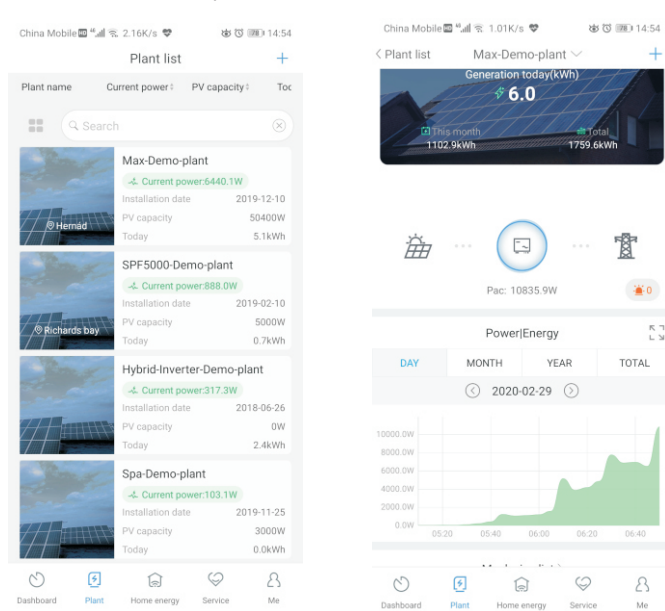 China Mobile HD 46 2.16K/s 14:54
Plant list +
Plant name Current power PV capacity Toc
Search
Max-Demo-plant
Current power:6440.1W
Installation date 2019-12-10
PV capacity 50400W
Today 5.1kWh
Hernád
SPF5000-Demo-plant
Current power:888.0W
Installation date 2019-02-10
PV capacity 5000W
Today 0.7kWh
Richards bay
Hybrid-Inverter-Demo-plant
Current power:317.3W
Installation date 2018-06-26
PV capacity 0W
Today 2.4kWh
Spa-Demo-plant
Current power:103.1W
Installation date 2019-11-25
PV capacity 3000W
Today 0.0kWh
Dashboard Plant Home energy Service Me
China Mobile HD 46 1.01K/s 14:54
Plant list Max-Demo-plant +
Generation today(kWh)
6.0
This month Total
1102.9kWh 1759.6kWh
Pac: 10835.9W
0
Power|Energy
DAY MONTH YEAR TOTAL
2020-02-29
10000.0W
8000.0W
6000.0W
4000.0W
2000.0W
0.0W
05:20 05:40 06:00 06:20 06:40
Dashboard Plant Home energy Service Me